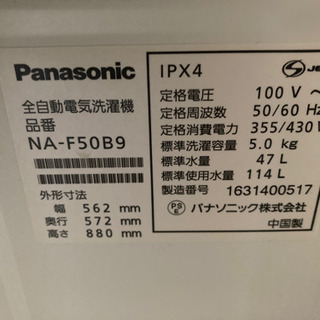 Panasonic
全自動電気洗濯機
品番
NA-F50B9
外形寸法
幅 562 mm
奥行 572 mm
高さ 880 mm
IPX4
定格電圧 100 V ～
定格周波数 50/60 Hz
定格消費電力 355/430
標準洗濯容量 5.0 kg
標準水量 47 L
標準使用水量 114 L
製造番号 1631400517
PS E パナソニック株式会社
中国製